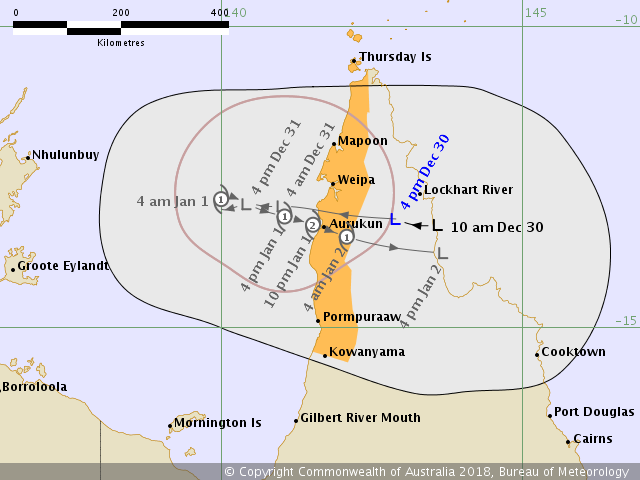 0 200 400
Kilometres
140
145
-10
Thursday Is
Nhulunbuy
4 pm Dec 31
4 am Dec 31
Mapoon
4 pm Dec 30
Weipa
Lockhart River
4 am Jan 1
1
L
L
1
2
Aurukun
L
L
10 am Dec 30
1
L
4 pm Jan 1
10 pm Jan 1
4 am Jan 2
4 pm Jan 2
Groote Eylandt
Pormpuraaw
-15
Kowanyama
Cooktown
Borroloola
Mornington Is
Gilbert River Mouth
Port Douglas
Cairns
© Copyright Commonwealth of Australia 2018, Bureau of Meteorology